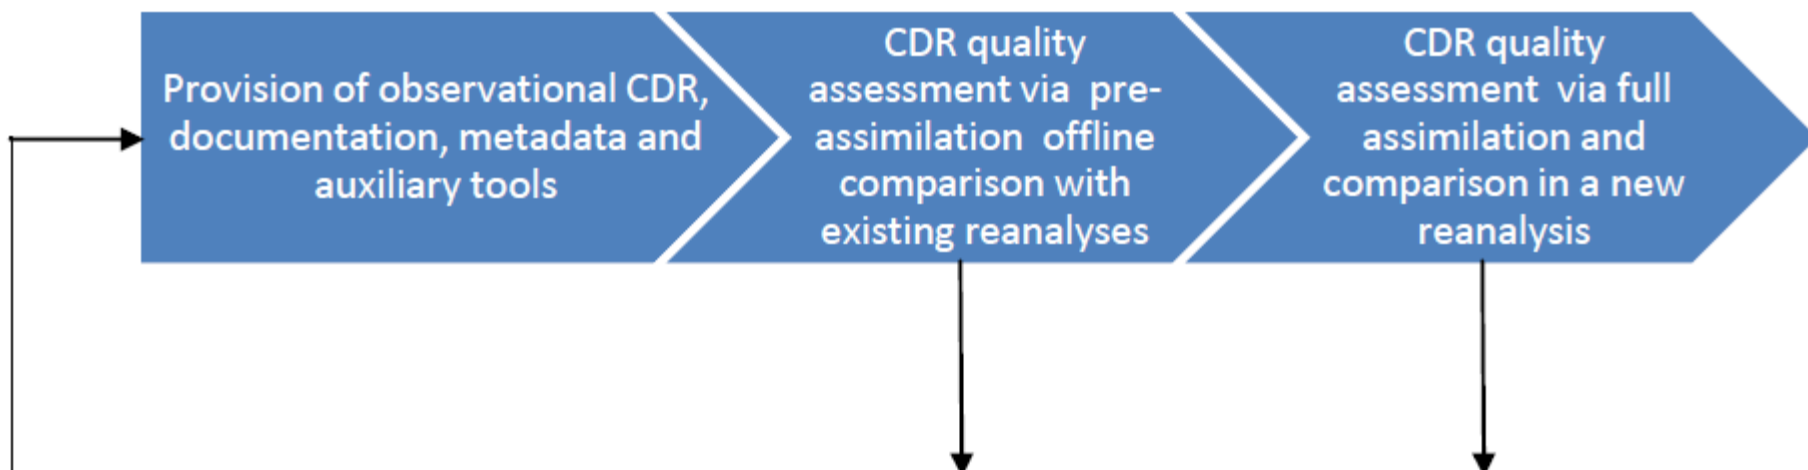 Provision of observational CDR,
documentation, metadata and
auxiliary tools
CDR quality
assessment via pre-
assimilation offline
comparison with
existing reanalyses
CDR quality
assessment via full
assimilation and
comparison in a new
reanalysis